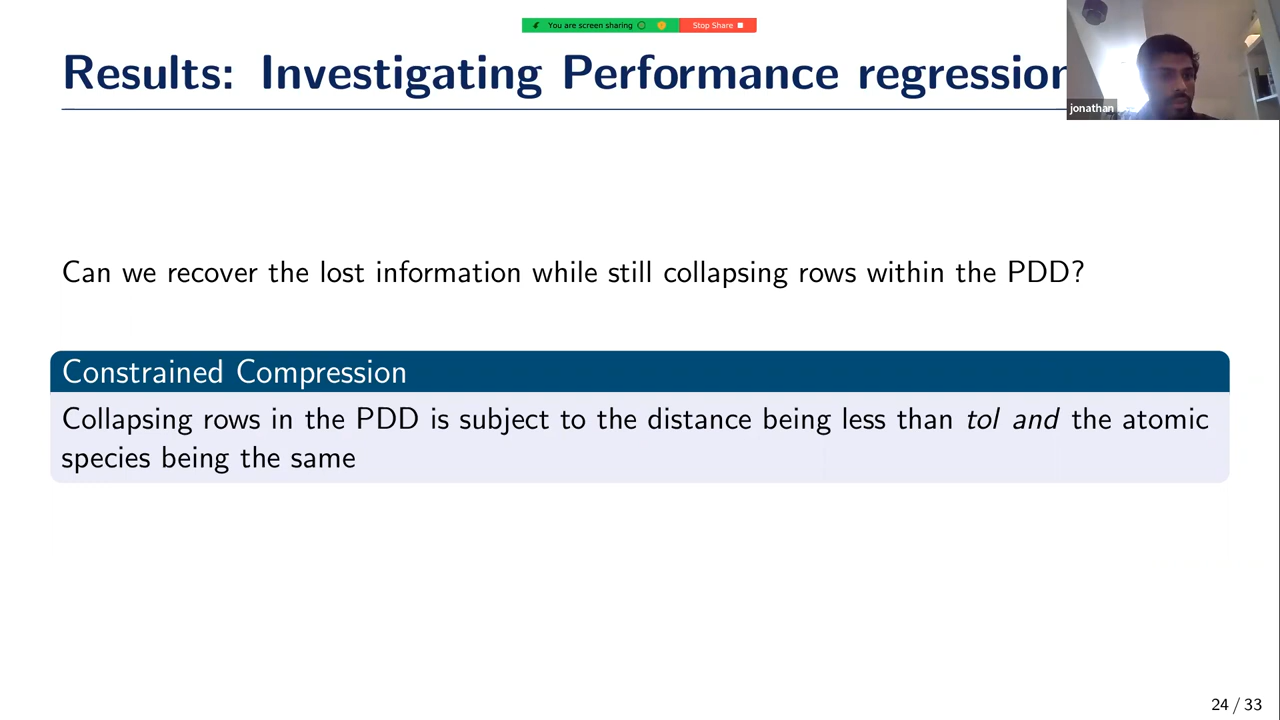 You are screen sharing
Stop Share
Results: Investigating Performance regression
jonathan
Can we recover the lost information while still collapsing rows within the PDD?
Constrained Compression
Collapsing rows in the PDD is subject to the distance being less than tol and the atomic
species being the same
24 / 33